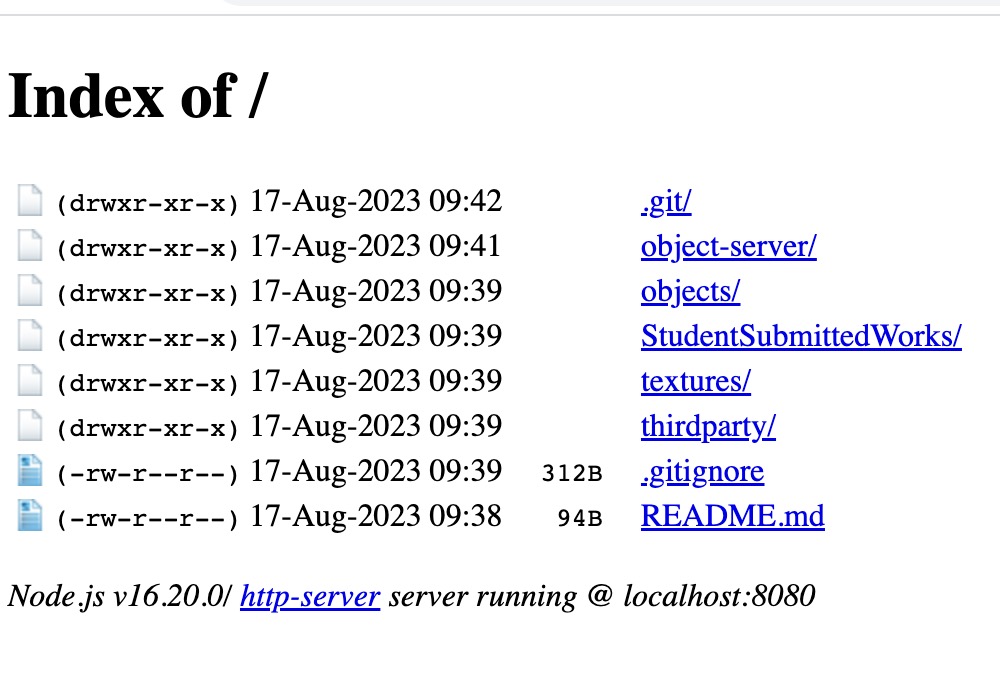 Index of /
(drwxr-xr-x) 17-Aug-2023 09:42 .git/
(drwxr-xr-x) 17-Aug-2023 09:41 object-server/
(drwxr-xr-x) 17-Aug-2023 09:39 objects/
(drwxr-xr-x) 17-Aug-2023 09:39 StudentSubmittedWorks/
(drwxr-xr-x) 17-Aug-2023 09:39 textures/
(drwxr-xr-x) 17-Aug-2023 09:39 thirdparty/
(-rw-r--r--) 17-Aug-2023 09:39 312B .gitignore
(-rw-r--r--) 17-Aug-2023 09:38 94B README.md
Node.js v16.20.0/ http-server server running @ localhost:8080